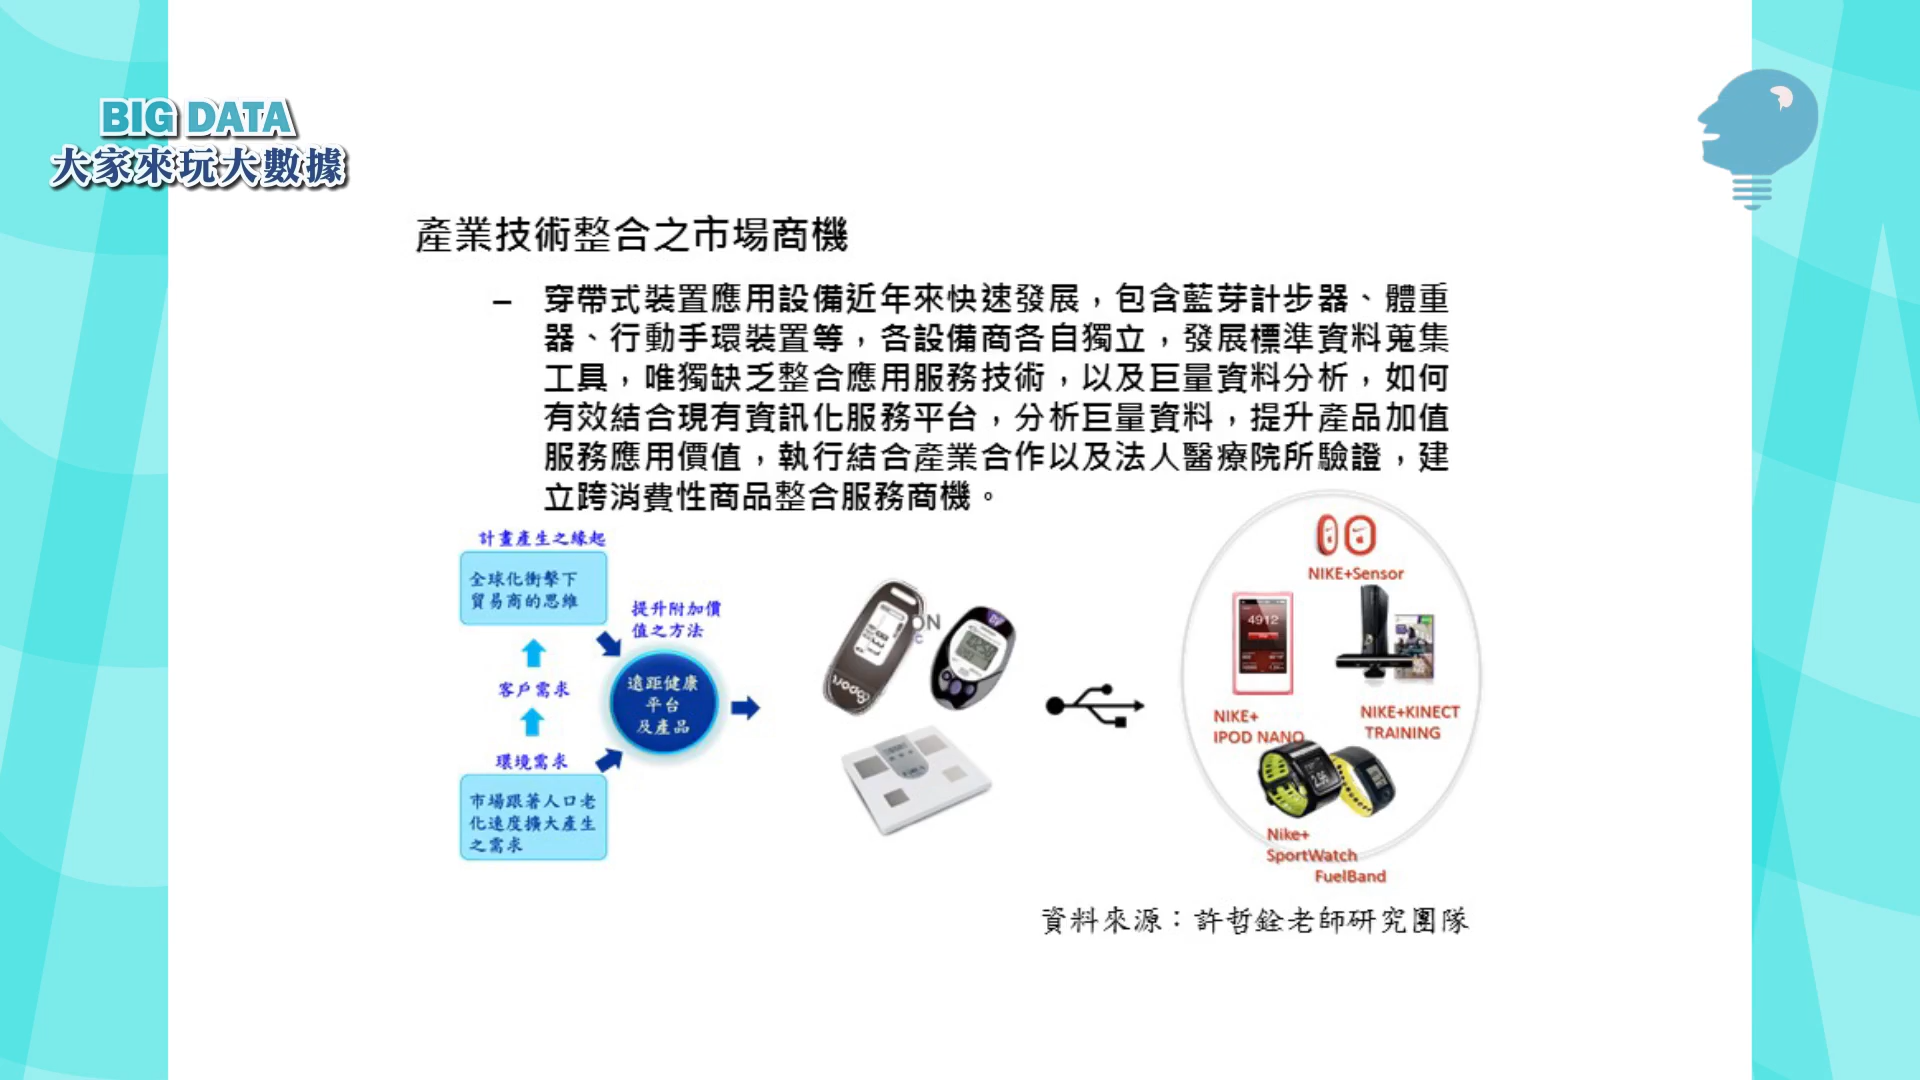 BIG DATA
大家來玩大數據
產業技術整合之市場商機
– 穿帶式裝置應用設備近年來快速發展，包含藍芽計步器、體重
器、行動手環裝置等，各設備商各自獨立，發展標準資料蒐集
工具，唯獨缺乏整合應用服務技術，以及巨量資料分析，如何
有效結合現有資訊化服務平台，分析巨量資料，提升產品加值
服務應用價值，執行結合產業合作以及法人醫療院所驗證，建
立跨消費性商品整合服務商機。
計畫產生之緣起
全球化衝擊下
貿易商的思維
客戶需求
環境需求
市場跟著人口老
化速度擴大產生
之需求
提升附加價
值之方法
遠距健康
平台
及產品
ON
NIKE+Sensor
4912
NIKE+
IPOD NANO
NIKE+KINECT
TRAINING
Nike+
SportWatch
FuelBand
資料來源：許哲銓老師研究團隊